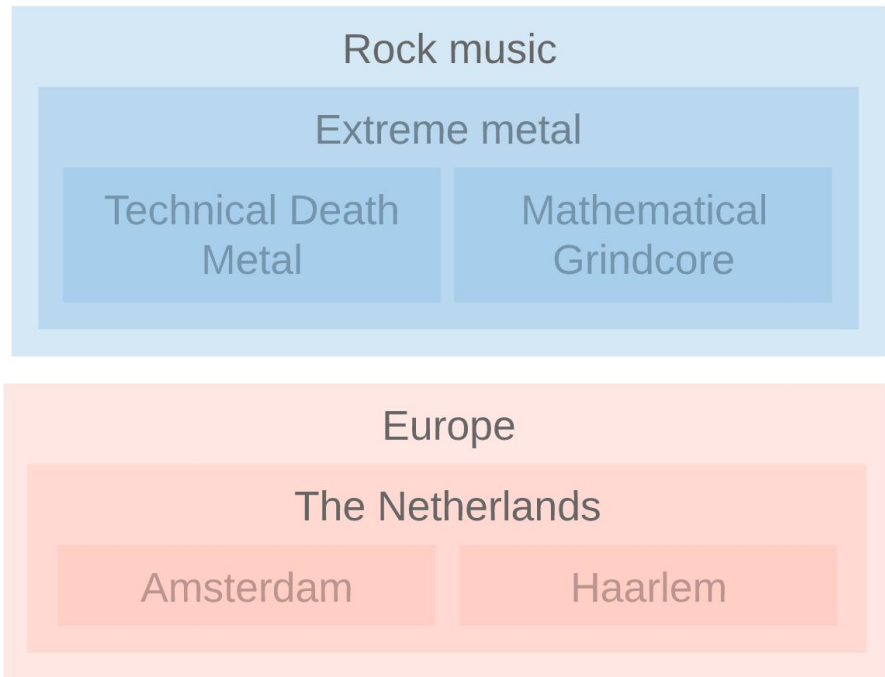 Rock music
Extreme metal
Technical Death
Metal
Mathematical
Grindcore
Europe
The Netherlands
Amsterdam
Haarlem